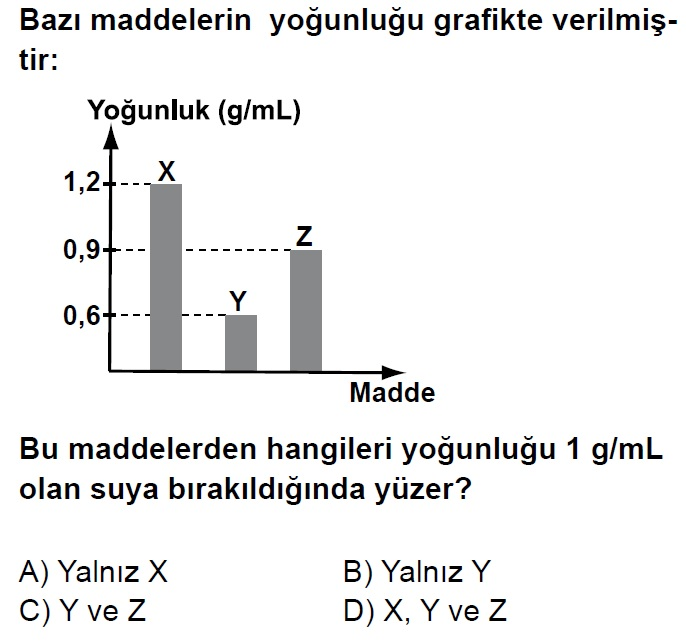 Bazı maddelerin yoğunluğu grafikte verilmiş-
tir:
Yoğunluk (g/mL)
X
1,2
Z
0,9
Y
0,6
Madde
Bu maddelerden hangileri yoğunluğu 1 g/mL
olan suya bırakıldığında yüzer?
A) Yalnız X B) Yalnız Y
C) Y ve Z D) X, Y ve Z